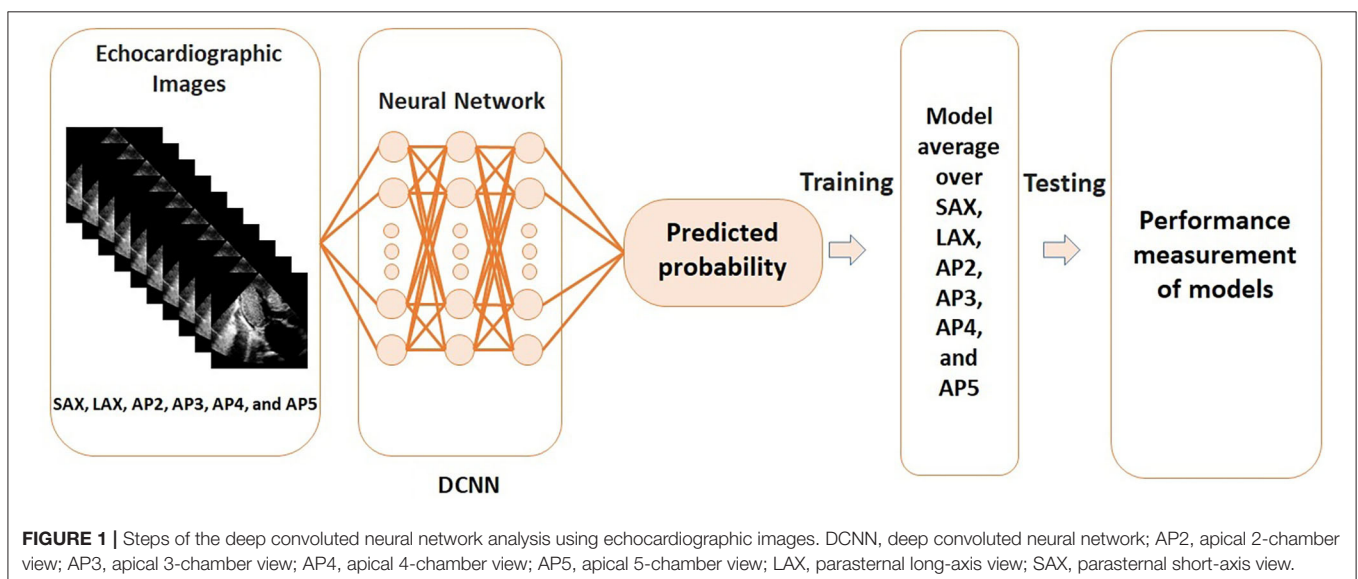 Echocardiographic
Images
SAX, LAX, AP2, AP3, AP4, and AP5
Neural Network
DCNN
Predicted
probability
Training
Model
average
over
SAX,
LAX,
AP2,
AP3,
AP4,
and
AP5
Testing
Performance
measurement
of models
FIGURE 1 | Steps of the deep convoluted neural network analysis using echocardiographic images. DCNN, deep convoluted neural network; AP2, apical 2-chamber
view; AP3, apical 3-chamber view; AP4, apical 4-chamber view; AP5, apical 5-chamber view; LAX, parasternal long-axis view; SAX, parasternal short-axis view.